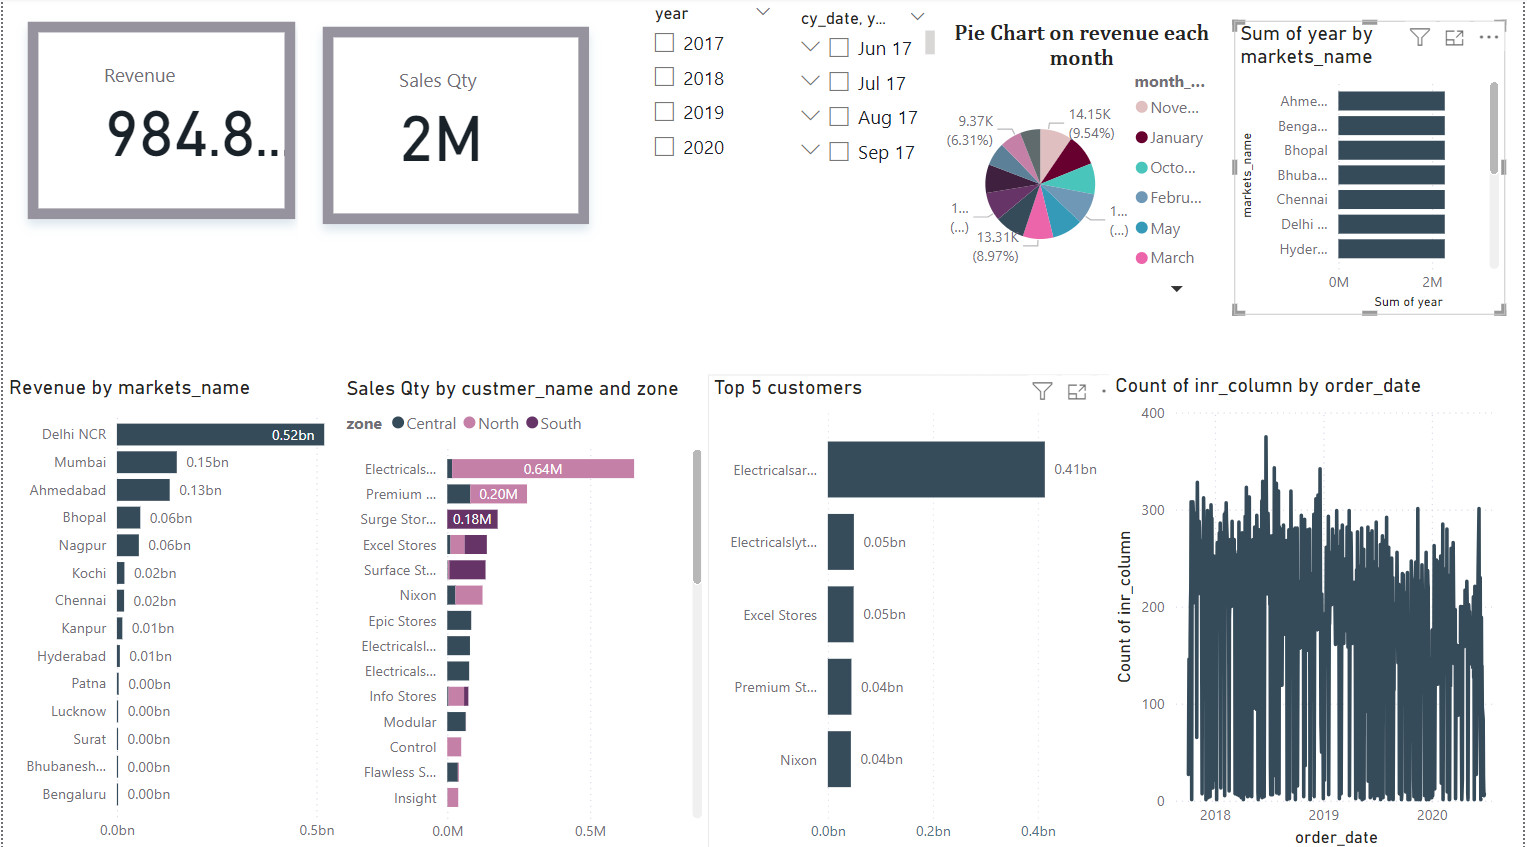 Revenue
984.8...
Sales Qty
2M
year
2017
2018
2019
2020
cy_date, y...
Jun 17
Jul 17
Aug 17
Sep 17
Pie Chart on revenue each
month
14.15K
(9.54%)
9.37K
(6.31%)
1...
(...)
1...
(...)
13.31K
(8.97%)
month_...
Nove...
January
Octo...
Febru...
May
March
Sum of year by
markets_name
markets_name
Ahme...
Benga...
Bhopal
Bhuba...
Chennai
Delhi ...
Hyder...
0M 2M
Sum of year
Revenue by markets_name
Delhi NCR 0.52bn
Mumbai 0.15bn
Ahmedabad 0.13bn
Bhopal 0.06bn
Nagpur 0.06bn
Kochi 0.02bn
Chennai 0.02bn
Kanpur 0.01bn
Hyderabad 0.01bn
Patna 0.00bn
Lucknow 0.00bn
Surat 0.00bn
Bhubanesh... 0.00bn
Bengaluru 0.00bn
0.0bn 0.5bn
Sales Qty by custmer_name and zone
zone Central North South
Electricals... 0.64M
Premium ... 0.20M
Surge Stor... 0.18M
Excel Stores
Surface St...
Nixon
Epic Stores
Electricalsl...
Electricals...
Info Stores
Modular
Control
Flawless S...
Insight
0.0M 0.5M
Top 5 customers
Electricalsar... 0.41bn
Electricalslyt... 0.05bn
Excel Stores 0.05bn
Premium St... 0.04bn
Nixon 0.04bn
0.0bn 0.2bn 0.4bn
Count of inr_column by order_date
Count of inr_column
400
300
200
100
0
2018 2019 2020
order_date